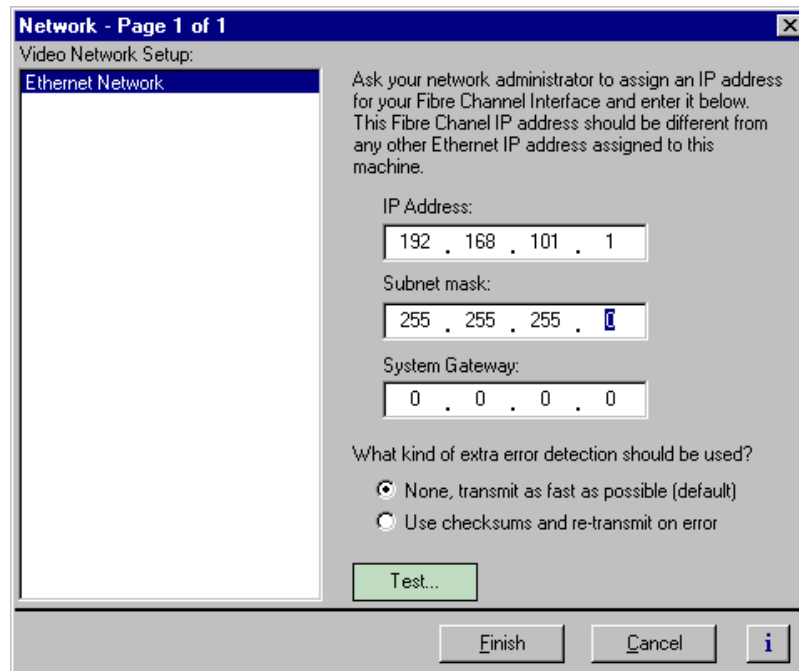 Network - Page 1 of 1
Video Network Setup:
Ethernet Network
Ask your network administrator to assign an IP address
for your Fibre Channel Interface and enter it below.
This Fibre Chanel IP address should be different from
any other Ethernet IP address assigned to this
machine.
IP Address:
192 . 168 . 101 . 1
Subnet mask:
255 . 255 . 255 . 0
System Gateway:
0 . 0 . 0 . 0
What kind of extra error detection should be used?
None, transmit as fast as possible (default)
Use checksums and re-transmit on error
Test...
Finish Cancel i